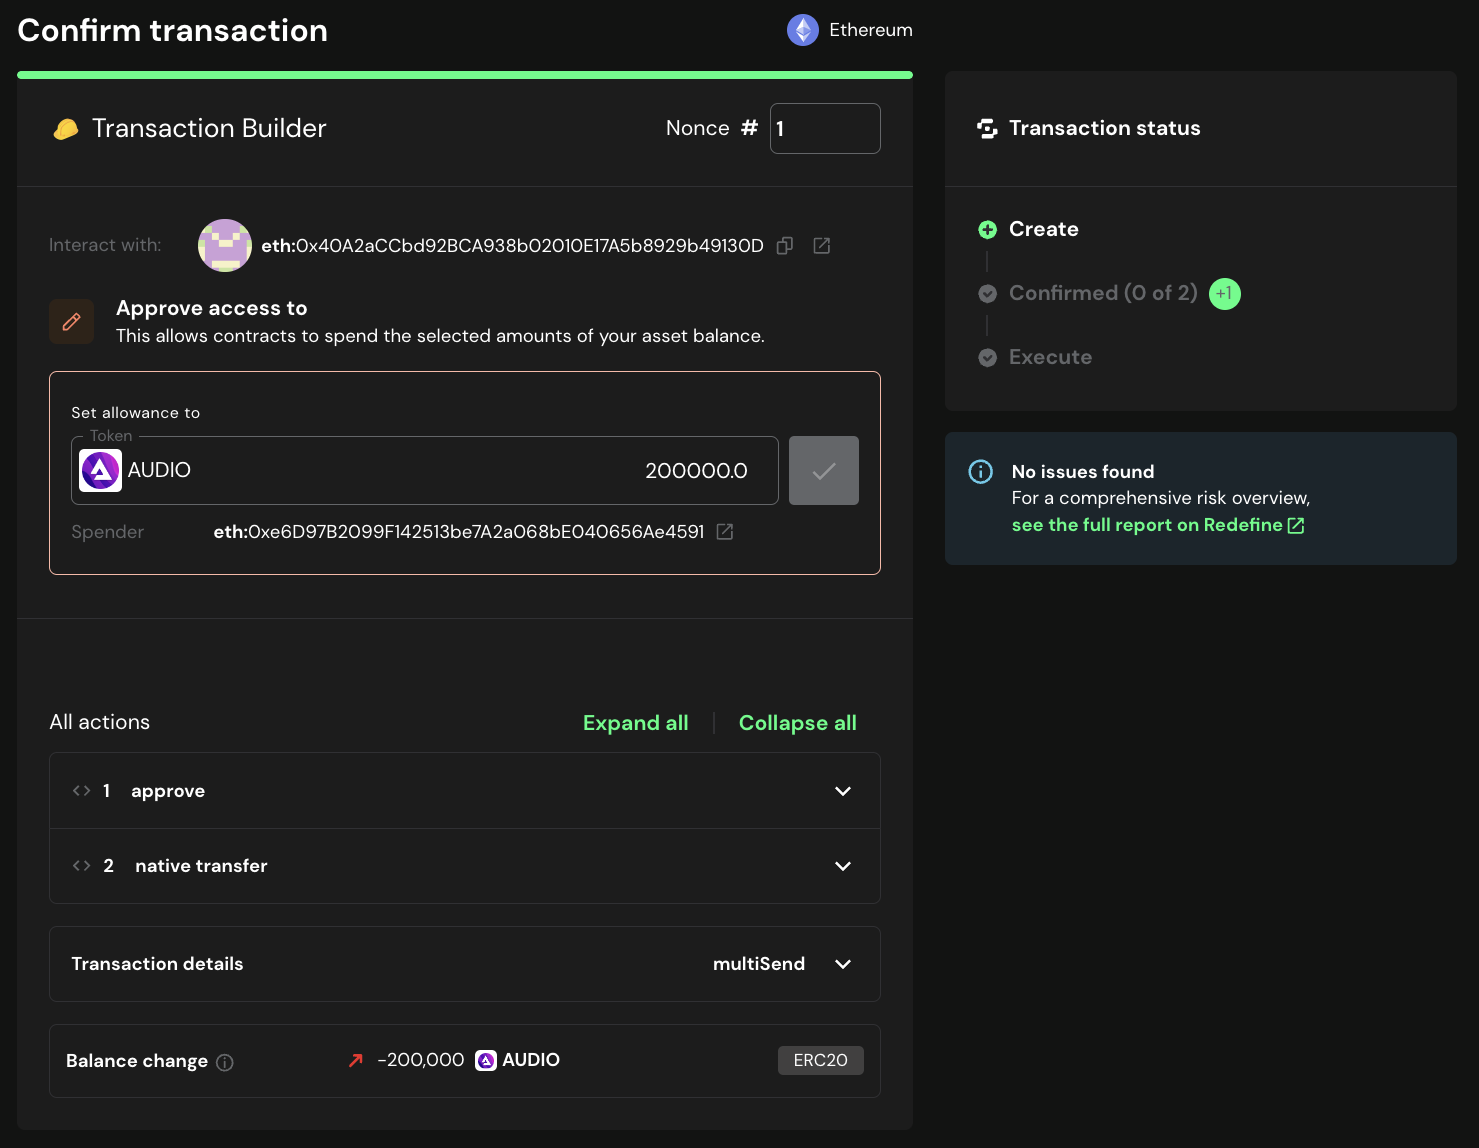 Confirm transaction
Ethereum
Transaction Builder
Nonce # 1
Interact with:
eth:0x40A2aCCbd92BCA938b02010E17A5b8929b49130D
Approve access to
This allows contracts to spend the selected amounts of your asset balance.
Set allowance to
Token
AUDIO 200000.0
Spender
eth:0xe6D97B2099F142513be7A2a068bE040656Ae4591
All actions
Expand all
Collapse all
1 approve
2 native transfer
Transaction details
multiSend
Balance change
-200,000 AUDIO
ERC20
Transaction status
Create
Confirmed (0 of 2) +1
Execute
No issues found
For a comprehensive risk overview,
see the full report on Redefine